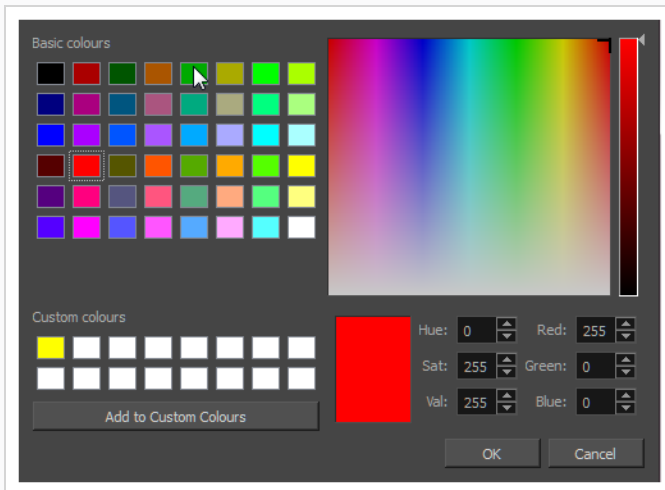 Basic colours
Custom colours
Add to Custom Colours
Hue: 0 Red: 255
Sat: 255 Green: 0
Val: 255 Blue: 0
OK Cancel